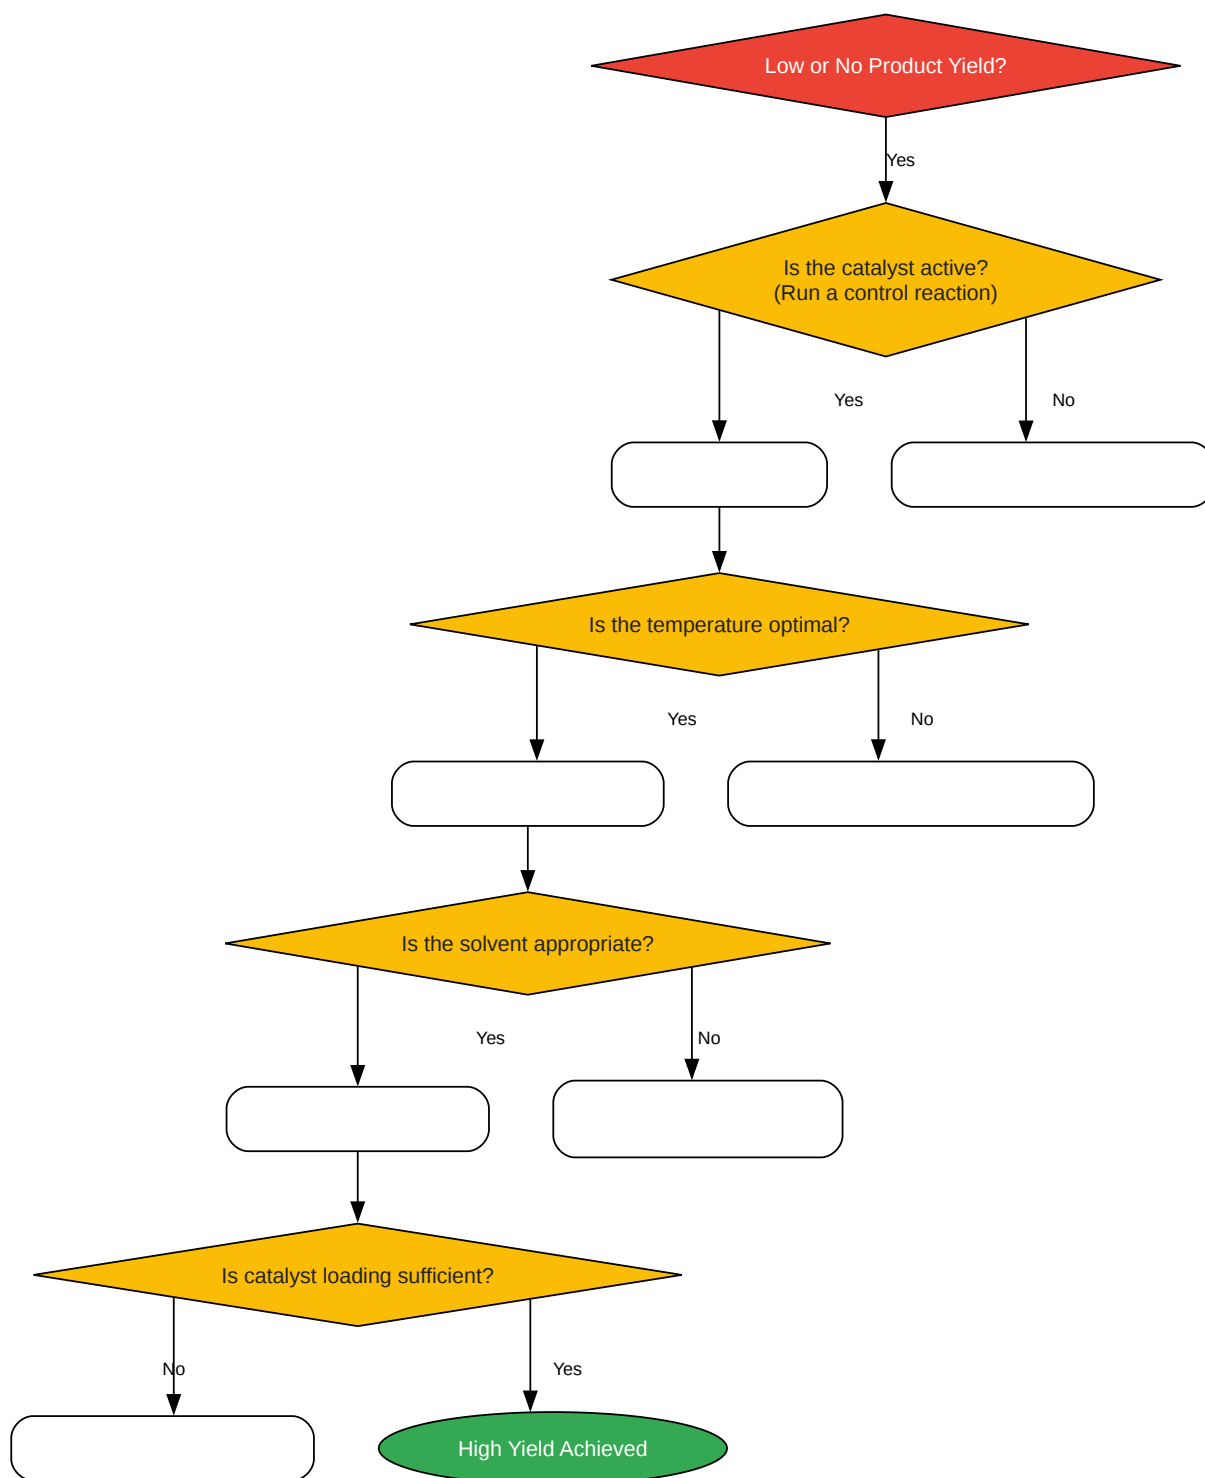 Low or No Product Yield?
Yes
Is the catalyst active?
(Run a control reaction)
Yes
No
Is the temperature optimal?
Yes
No
Is the solvent appropriate?
Yes
No
Is catalyst loading sufficient?
No
Yes
High Yield Achieved